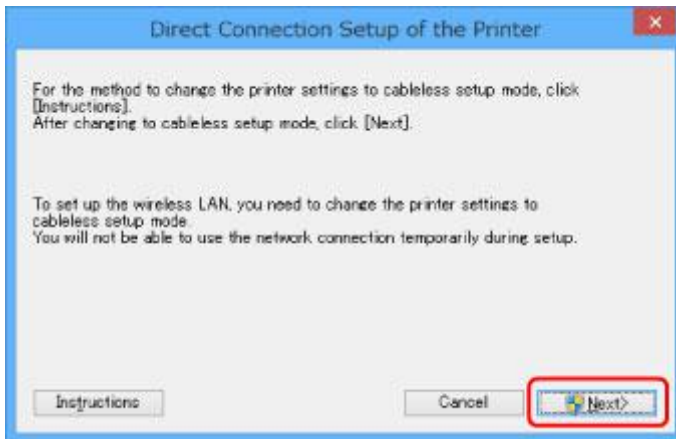 Direct Connection Setup of the Printer
For the method to change the printer settings to cableless setup mode, click
[Instructions].
After changing to cableless setup mode, click [Next].
To set up the wireless LAN, you need to change the printer settings to
cableless setup mode.
You will not be able to use the network connection temporarily during setup.
Instructions
Cancel
Next>